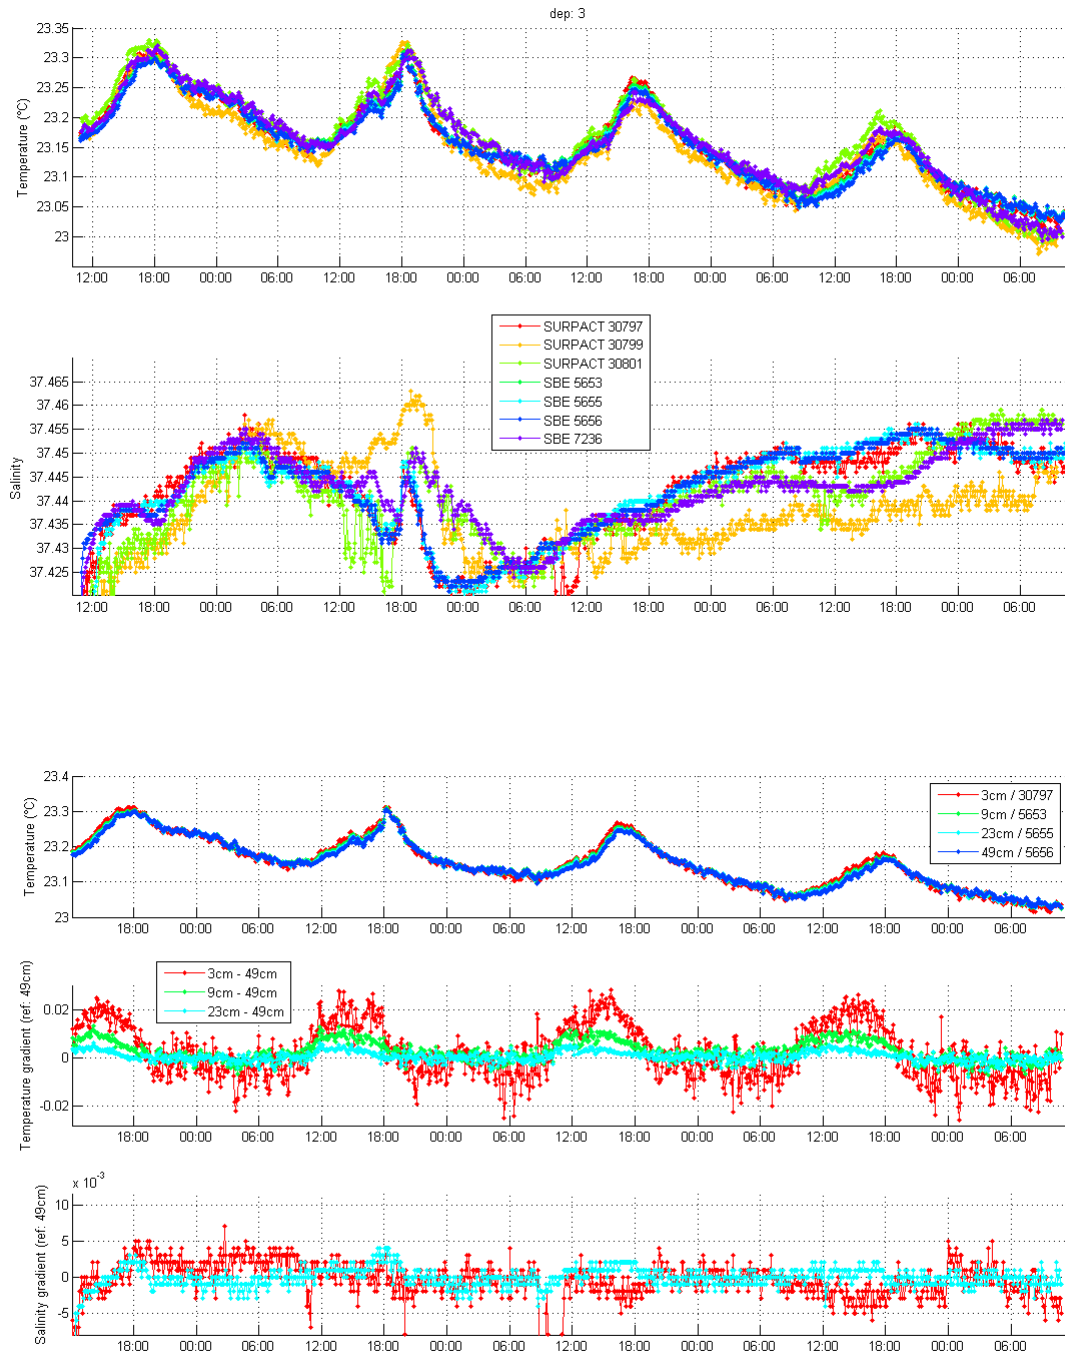 dep: 3
Temperature (°C)
23.35
23.3
23.25
23.2
23.15
23.1
23.05
23
12:00 18:00 00:00 06:00 12:00 18:00 00:00 06:00 12:00 18:00 00:00 06:00 12:00 18:00 00:00 06:00
SURPACT 30797
SURPACT 30799
SURPACT 30801
SBE 5653
SBE 5655
SBE 5656
SBE 7236
Salinity
37.465
37.46
37.455
37.45
37.445
37.44
37.435
37.43
37.425
12:00 18:00 00:00 06:00 12:00 18:00 00:00 06:00 12:00 18:00 00:00 06:00 12:00 18:00 00:00 06:00
Temperature (°C)
23.4
23.3
23.2
23.1
23
3cm / 30797
9cm / 5653
23cm / 5655
49cm / 5656
18:00 00:00 06:00 12:00 18:00 00:00 06:00 12:00 18:00 00:00 06:00 12:00 18:00 00:00 06:00
Temperature gradient (ref: 49cm)
3cm - 49cm
9cm - 49cm
23cm - 49cm
0.02
0
-0.02
18:00 00:00 06:00 12:00 18:00 00:00 06:00 12:00 18:00 00:00 06:00 12:00 18:00 00:00 06:00
Salinity gradient (ref: 49cm)
x 10-3
10
5
0
-5
18:00 00:00 06:00 12:00 18:00 00:00 06:00 12:00 18:00 00:00 06:00 12:00 18:00 00:00 06:00